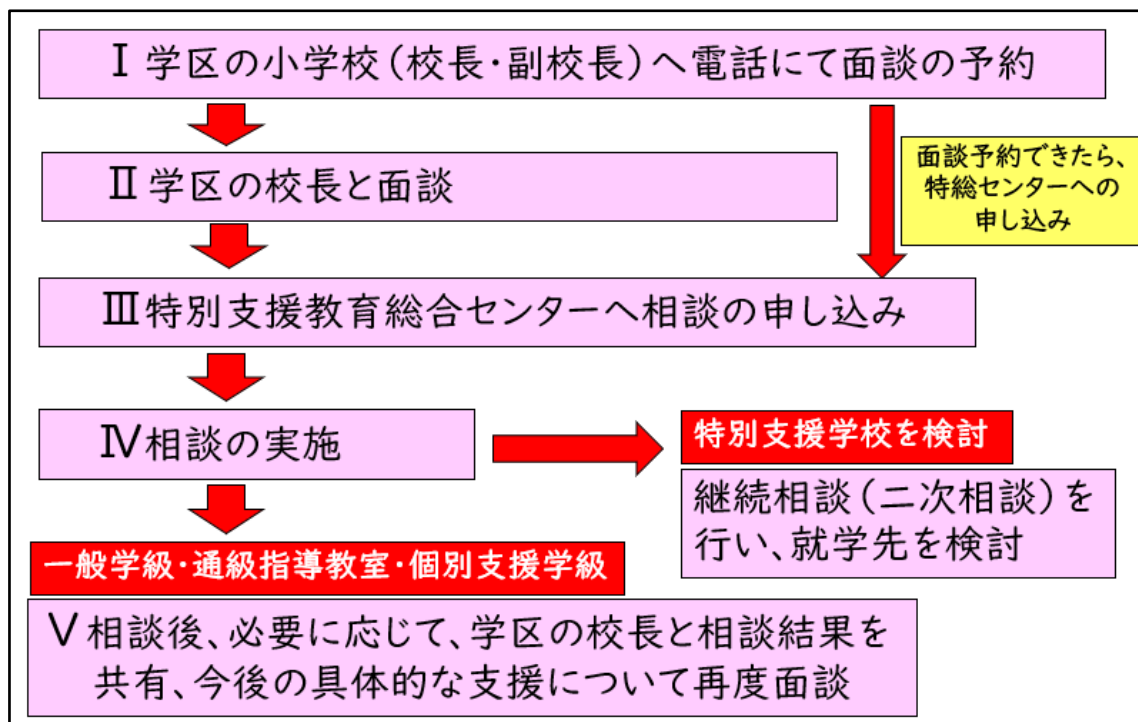 Ⅰ 学区の小学校(校長・副校長)へ電話にて面談の予約
Ⅱ 学区の校長と面談
面談予約できたら、
特総センターへの
申し込み
Ⅲ特別支援教育総合センターへ相談の申し込み
Ⅳ相談の実施
特別支援学校を検討
継続相談(二次相談)を
行い、就学先を検討
一般学級・通級指導教室・個別支援学級
Ⅴ 相談後、必要に応じて、学区の校長と相談結果を
共有、今後の具体的な支援について再度面談